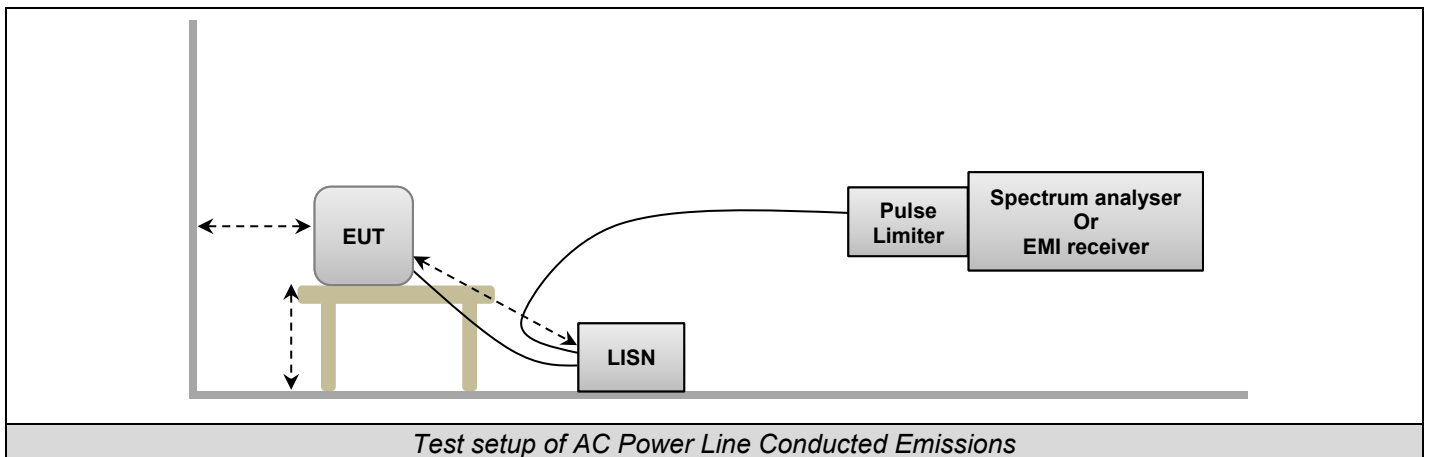 EUT
LISN
Pulse
Limiter
Spectrum analyser
Or
EMI receiver
Test setup of AC Power Line Conducted Emissions